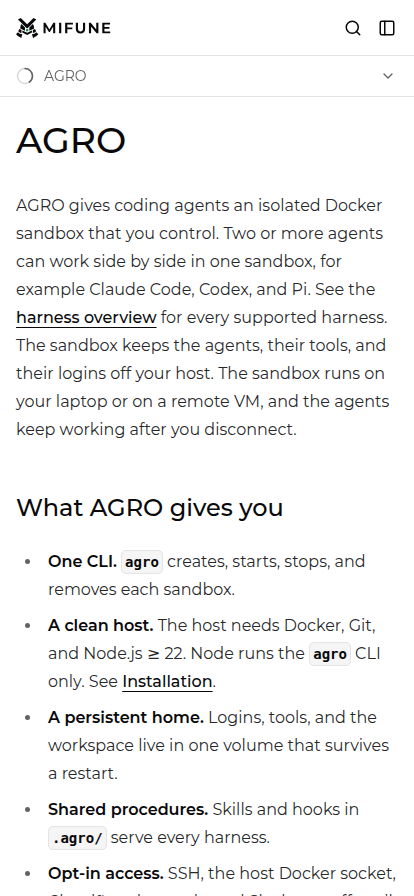 MIFUNE
AGRO
AGRO
AGRO gives coding agents an isolated Docker
sandbox that you control. Two or more agents
can work side by side in one sandbox, for
example Claude Code, Codex, and Pi. See the
harness overview for every supported harness.
The sandbox keeps the agents, their tools, and
their logins off your host. The sandbox runs on
your laptop or on a remote VM, and the agents
keep working after you disconnect.
What AGRO gives you
• One CLI. agro creates, starts, stops, and
removes each sandbox.
• A clean host. The host needs Docker, Git,
and Node.js ≥ 22. Node runs the agro CLI
only. See Installation.
• A persistent home. Logins, tools, and the
workspace live in one volume that survives
a restart.
• Shared procedures. Skills and hooks in
.agro/ serve every harness.
• Opt-in access. SSH, the host Docker socket,